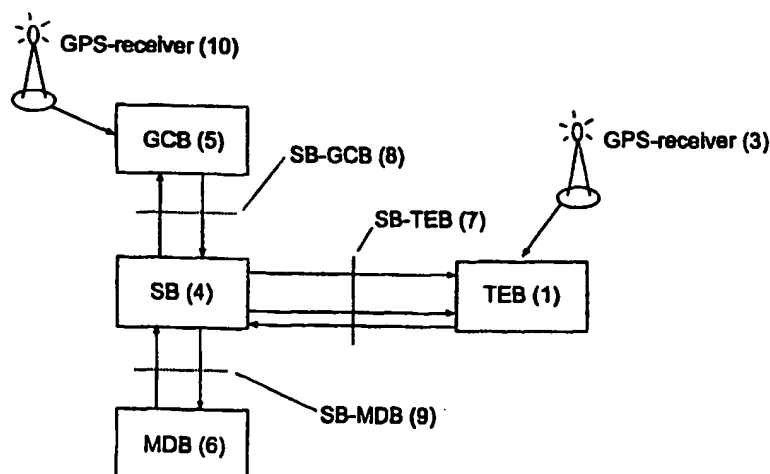 GPS-receiver (10)
GCB (5)
GPS-receiver (3)
SB-GCB (8)
SB-TEB (7)
SB (4)
TEB (1)
SB-MDB (9)
MDB (6)